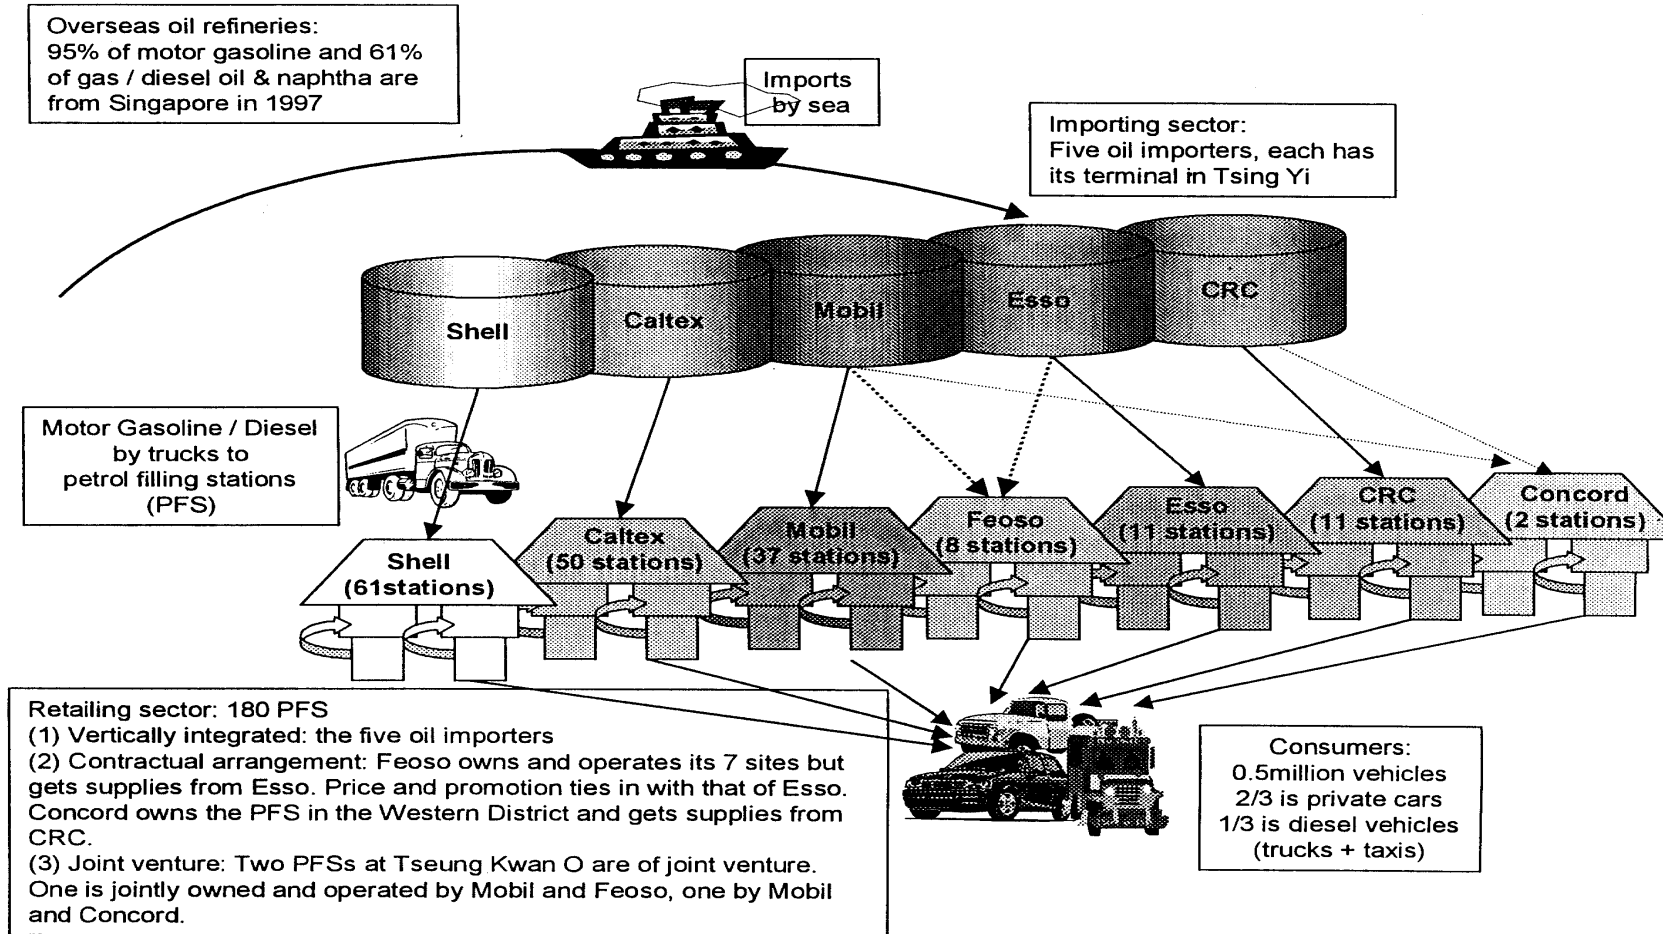 Overseas oil refineries:
95% of motor gasoline and 61%
of gas / diesel oil & naphtha are
from Singapore in 1997
Imports
by sea
Importing sector:
Five oil importers, each has
its terminal in Tsing Yi
Shell
Caltex
Mobil
Esso
CRC
Motor Gasoline / Diesel
by trucks to
petrol filling stations
(PFS)
Shell
(61stations)
Caltex
(50 stations)
Mobil
(37 stations)
Feoso
(8 stations)
Esso
(11 stations)
CRC
(11 stations)
Concord
(2 stations)
Retailing sector: 180 PFS
(1) Vertically integrated: the five oil importers
(2) Contractual arrangement: Feoso owns and operates its 7 sites but
gets supplies from Esso. Price and promotion ties in with that of Esso.
Concord owns the PFS in the Western District and gets supplies from
CRC.
(3) Joint venture: Two PFSs at Tseung Kwan O are of joint venture.
One is jointly owned and operated by Mobil and Feoso, one by Mobil
and Concord.
Consumers:
0.5million vehicles
2/3 is private cars
1/3 is diesel vehicles
(trucks + taxis)